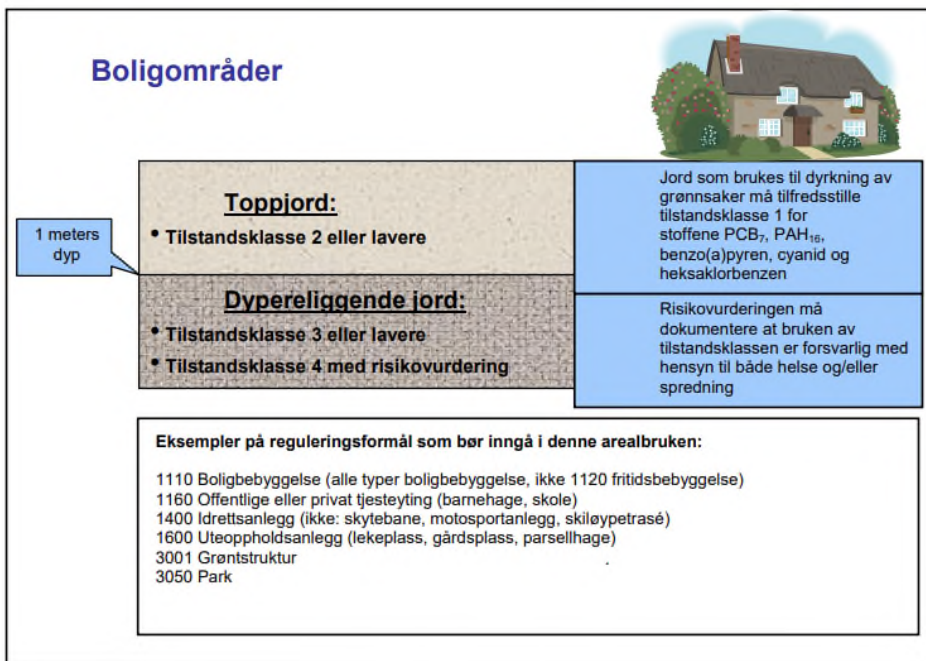 Boligområder
Toppjord:
• Tilstandsklasse 2 eller lavere
Jord som brukes til dyrkning av
grønnsaker må tilfredsstille
tilstandsklasse 1 for
stoffene PCB₇, PAH₁₆,
benzo(a)pyren, cyanid og
heksaklorbenzen
1 meters
dyp
Dypereliggende jord:
• Tilstandsklasse 3 eller lavere
• Tilstandsklasse 4 med risikovurdering
Risikovurderingen må
dokumentere at bruken av
tilstandsklassen er forsvarlig med
hensyn til både helse og/eller
spredning
Eksempler på reguleringsformål som bør inngå i denne arealbruken:
1110 Boligbebyggelse (alle typer boligbebyggelse, ikke 1120 fritidsbebyggelse)
1160 Offentlige eller privat tjesteyting (barnehage, skole)
1400 Idrettsanlegg (ikke: skytebane, motosportanlegg, skiløypetrasé)
1600 Uteoppholdsanlegg (lekeplass, gårdsplass, parsellhage)
3001 Grøntstruktur
3050 Park